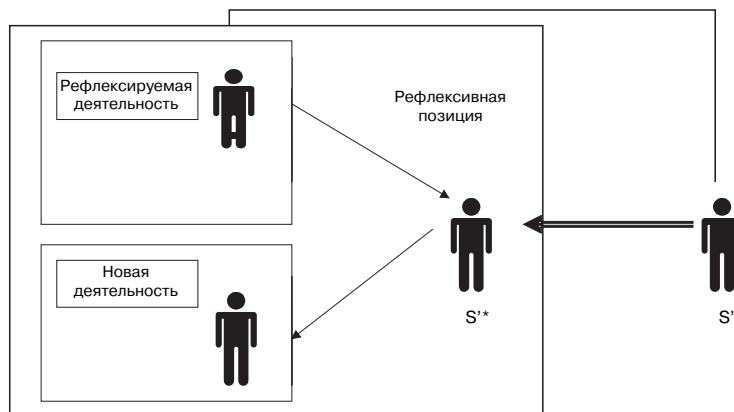 Рефлексируемая
деятельность
Рефлексивная
позиция
Новая
деятельность
S’*
S’